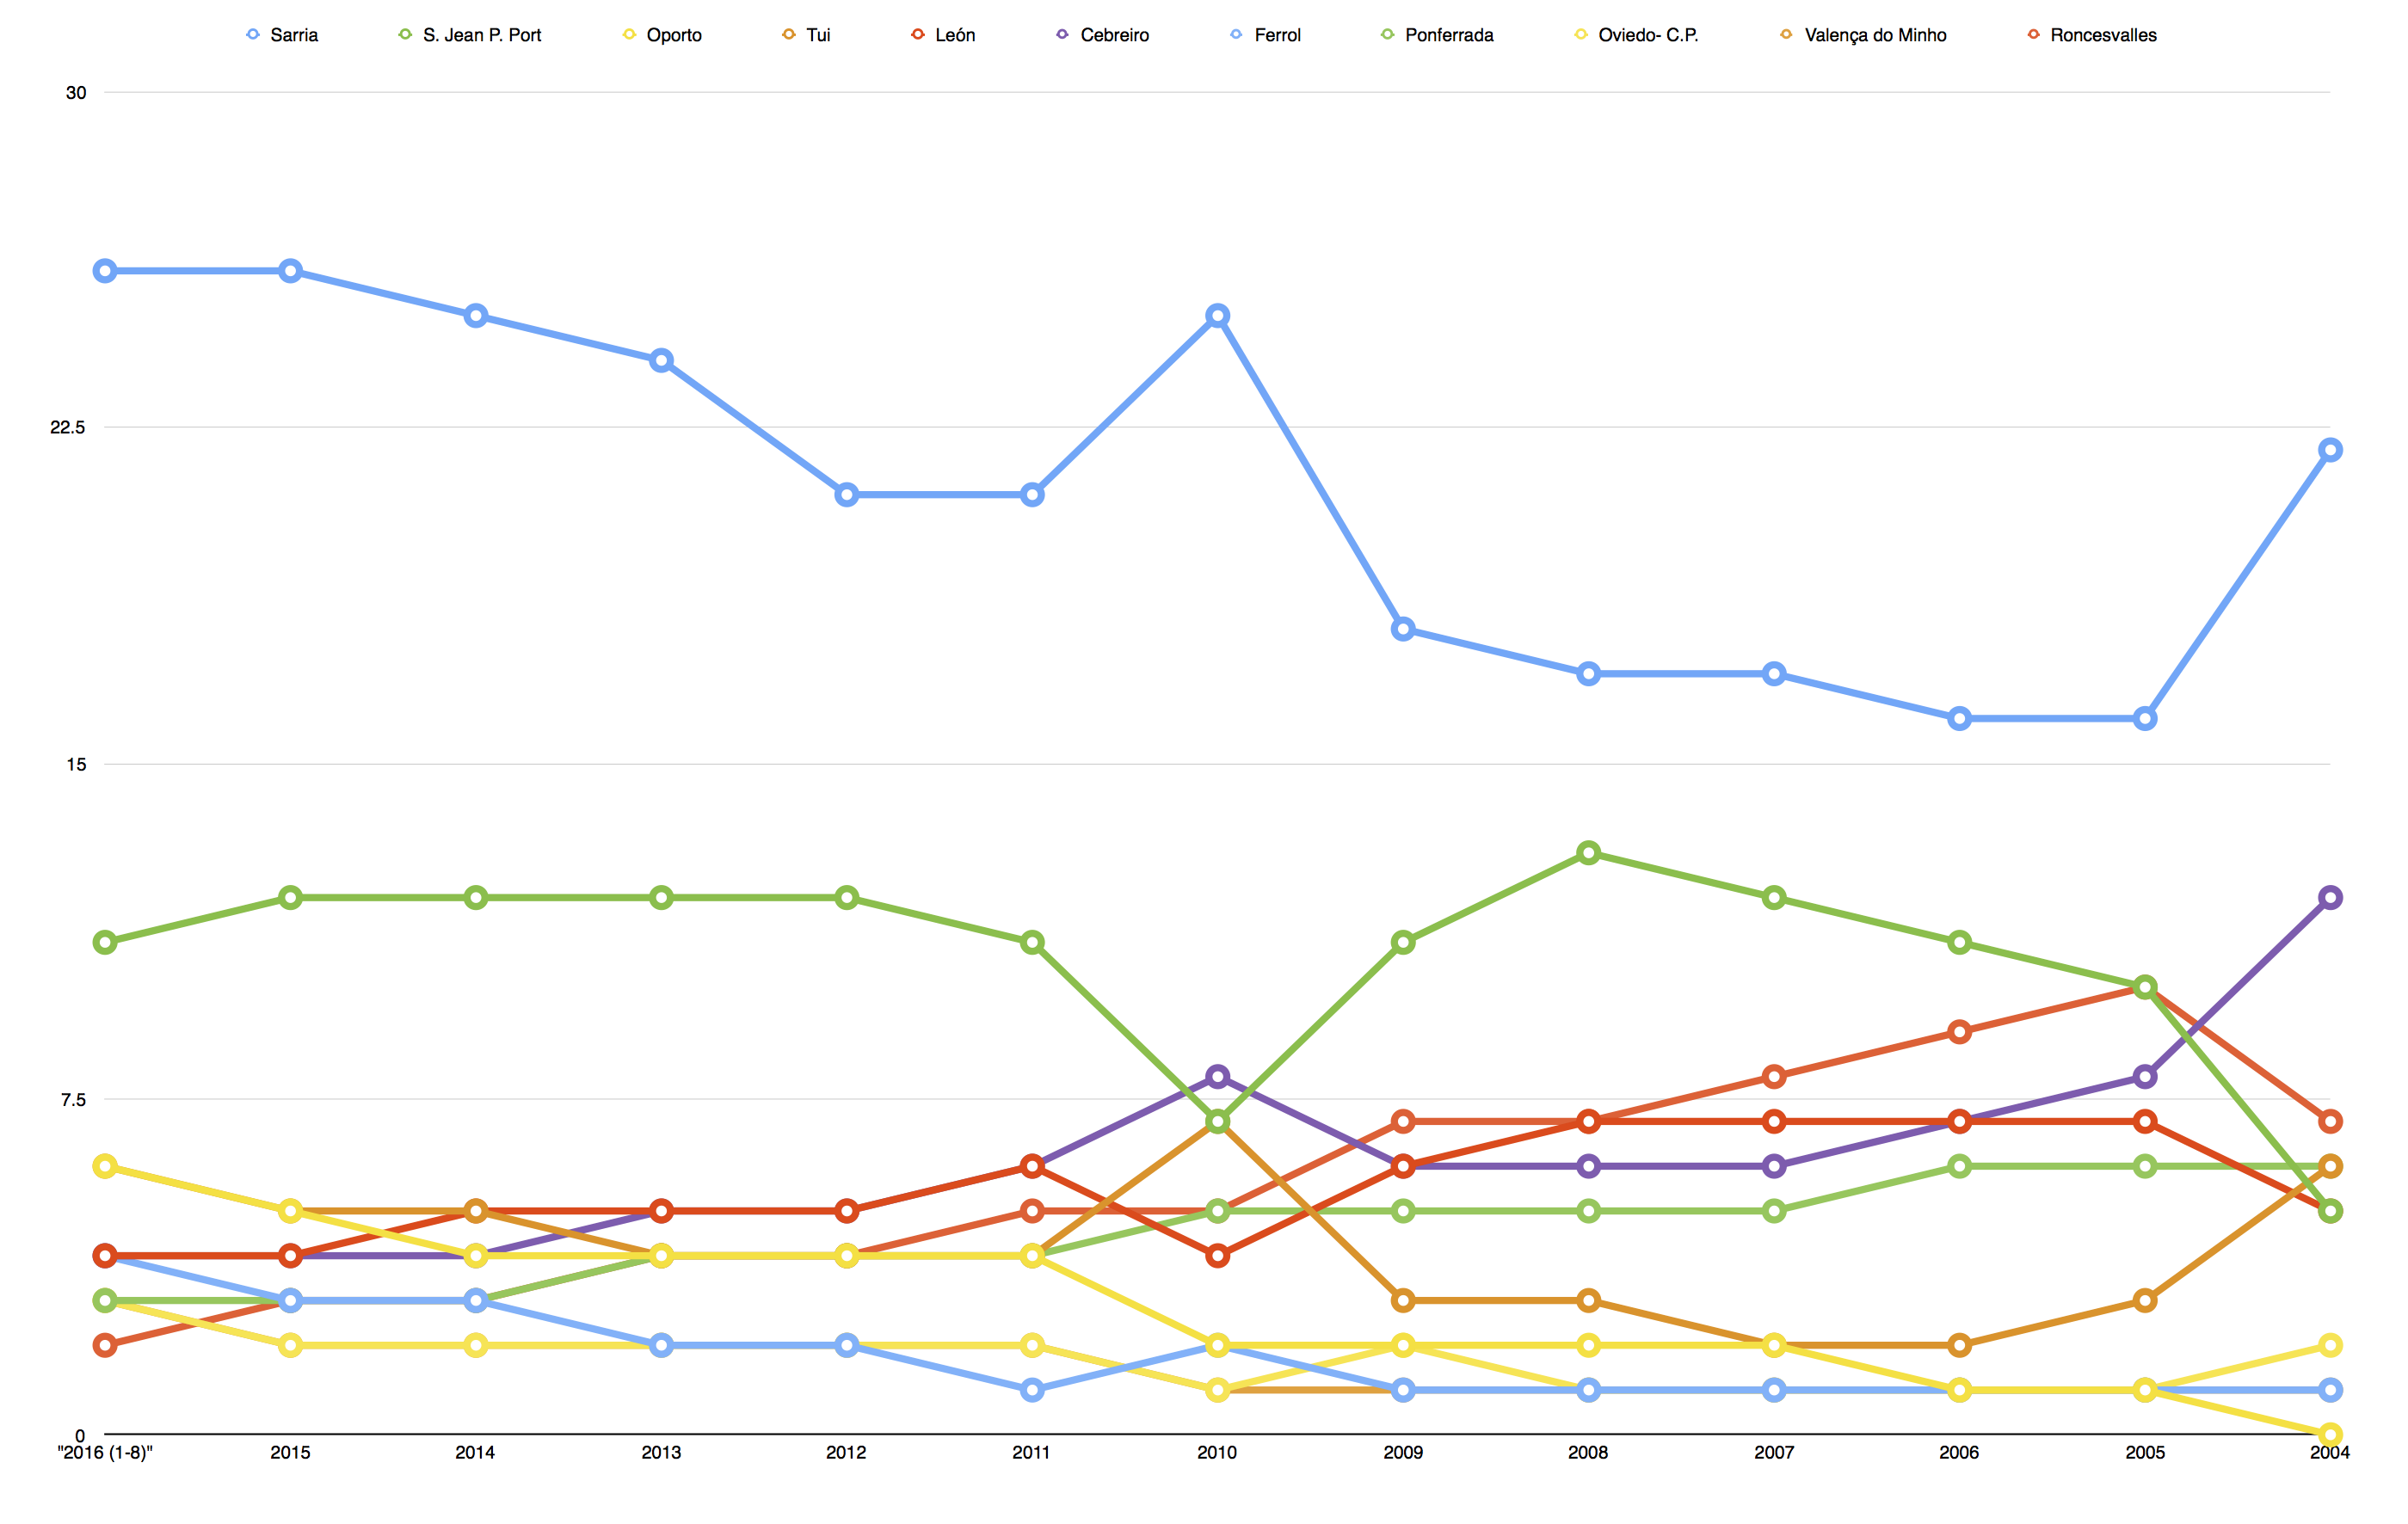 Sarria S. Jean P. Port Oporto Tui León Cebreiro Ferrol Ponferrada Oviedo- C.P. Valença do Minho Roncesvalles
30
22.5
15
7.5
0
"2016 (1-8)" 2015 2014 2013 2012 2011 2010 2009 2008 2007 2006 2005 2004